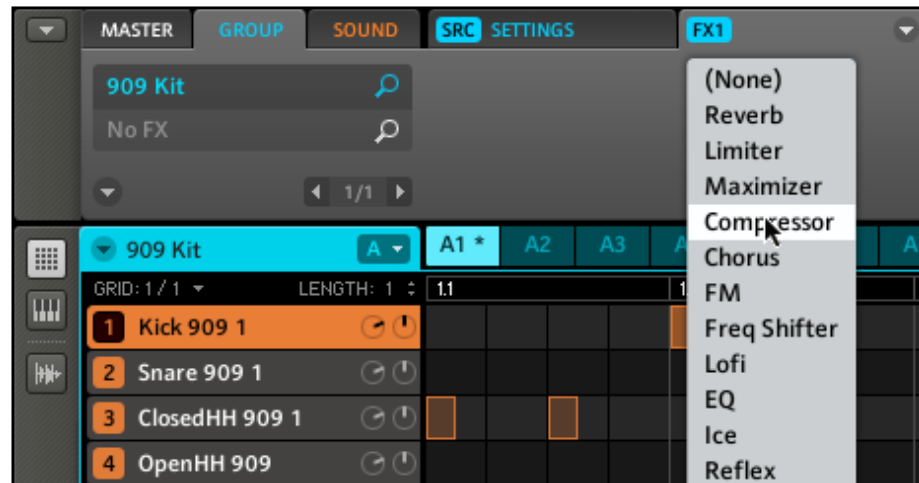 MASTER GROUP SOUND SRC SETTINGS FX1
909 Kit
No FX
1/1
(None)
Reverb
Limiter
Maximizer
Compressor
Chorus
FM
Freq Shifter
Lofi
EQ
Ice
Reflex
909 Kit A A1 * A2 A3
GRID: 1 / 1 LENGTH: 1 1.1
1 Kick 909 1
2 Snare 909 1
3 ClosedHH 909 1
4 OpenHH 909